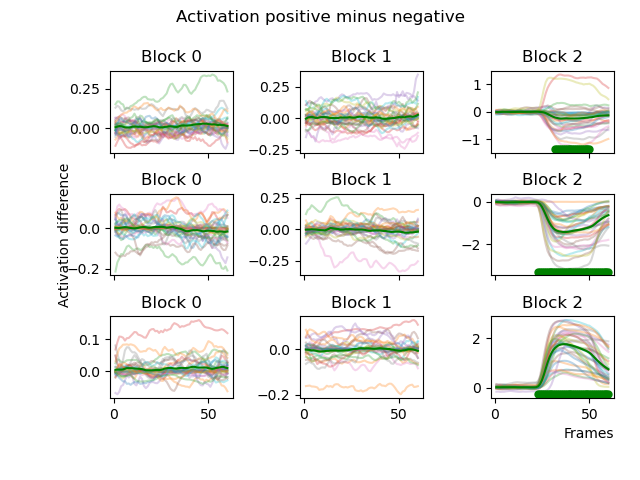 Activation positive minus negative
Block 0
Block 1
Block 2
0.25
0.00
0.25
0.00
−0.25
1
0
−1
Block 0
Block 1
Block 2
0.0
−0.2
0.25
0.00
−0.25
0
−2
Activation difference
Block 0
Block 1
Block 2
0.1
0.0
0.0
−0.2
2
0
0
50
0
50
0
50
Frames